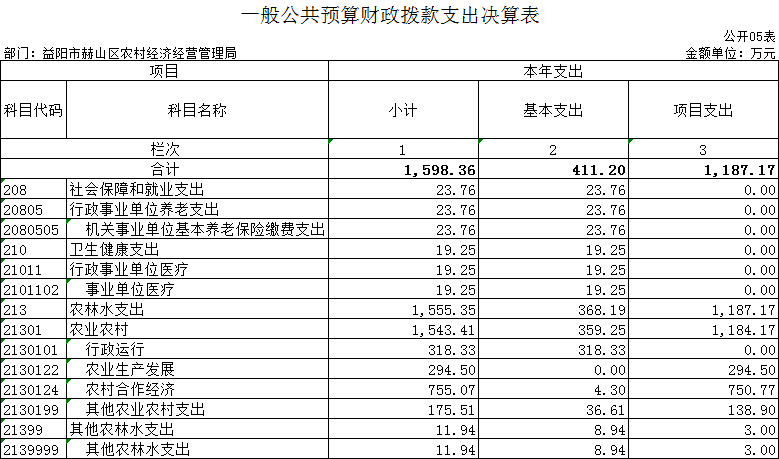 一般公共预算财政拨款支出决算表
公开05表
部门：益阳市赫山区农村经济经营管理局 金额单位：万元
项目 本年支出
科目代码 科目名称 小计 基本支出 项目支出
栏次 1 2 3
合计 1,598.36 411.20 1,187.17
208 社会保障和就业支出 23.76 23.76 0.00
20805 行政事业单位养老支出 23.76 23.76 0.00
2080505 机关事业单位基本养老保险缴费支出 23.76 23.76 0.00
210 卫生健康支出 19.25 19.25 0.00
21011 行政事业单位医疗 19.25 19.25 0.00
2101102 事业单位医疗 19.25 19.25 0.00
213 农林水支出 1,555.35 368.19 1,187.17
21301 农业农村 1,543.41 359.25 1,184.17
2130101 行政运行 318.33 318.33 0.00
2130122 农业生产发展 294.50 0.00 294.50
2130124 农村合作经济 755.07 4.30 750.77
2130199 其他农业农村支出 175.51 36.61 138.90
21399 其他农林水支出 11.94 8.94 3.00
2139999 其他农林水支出 11.94 8.94 3.00